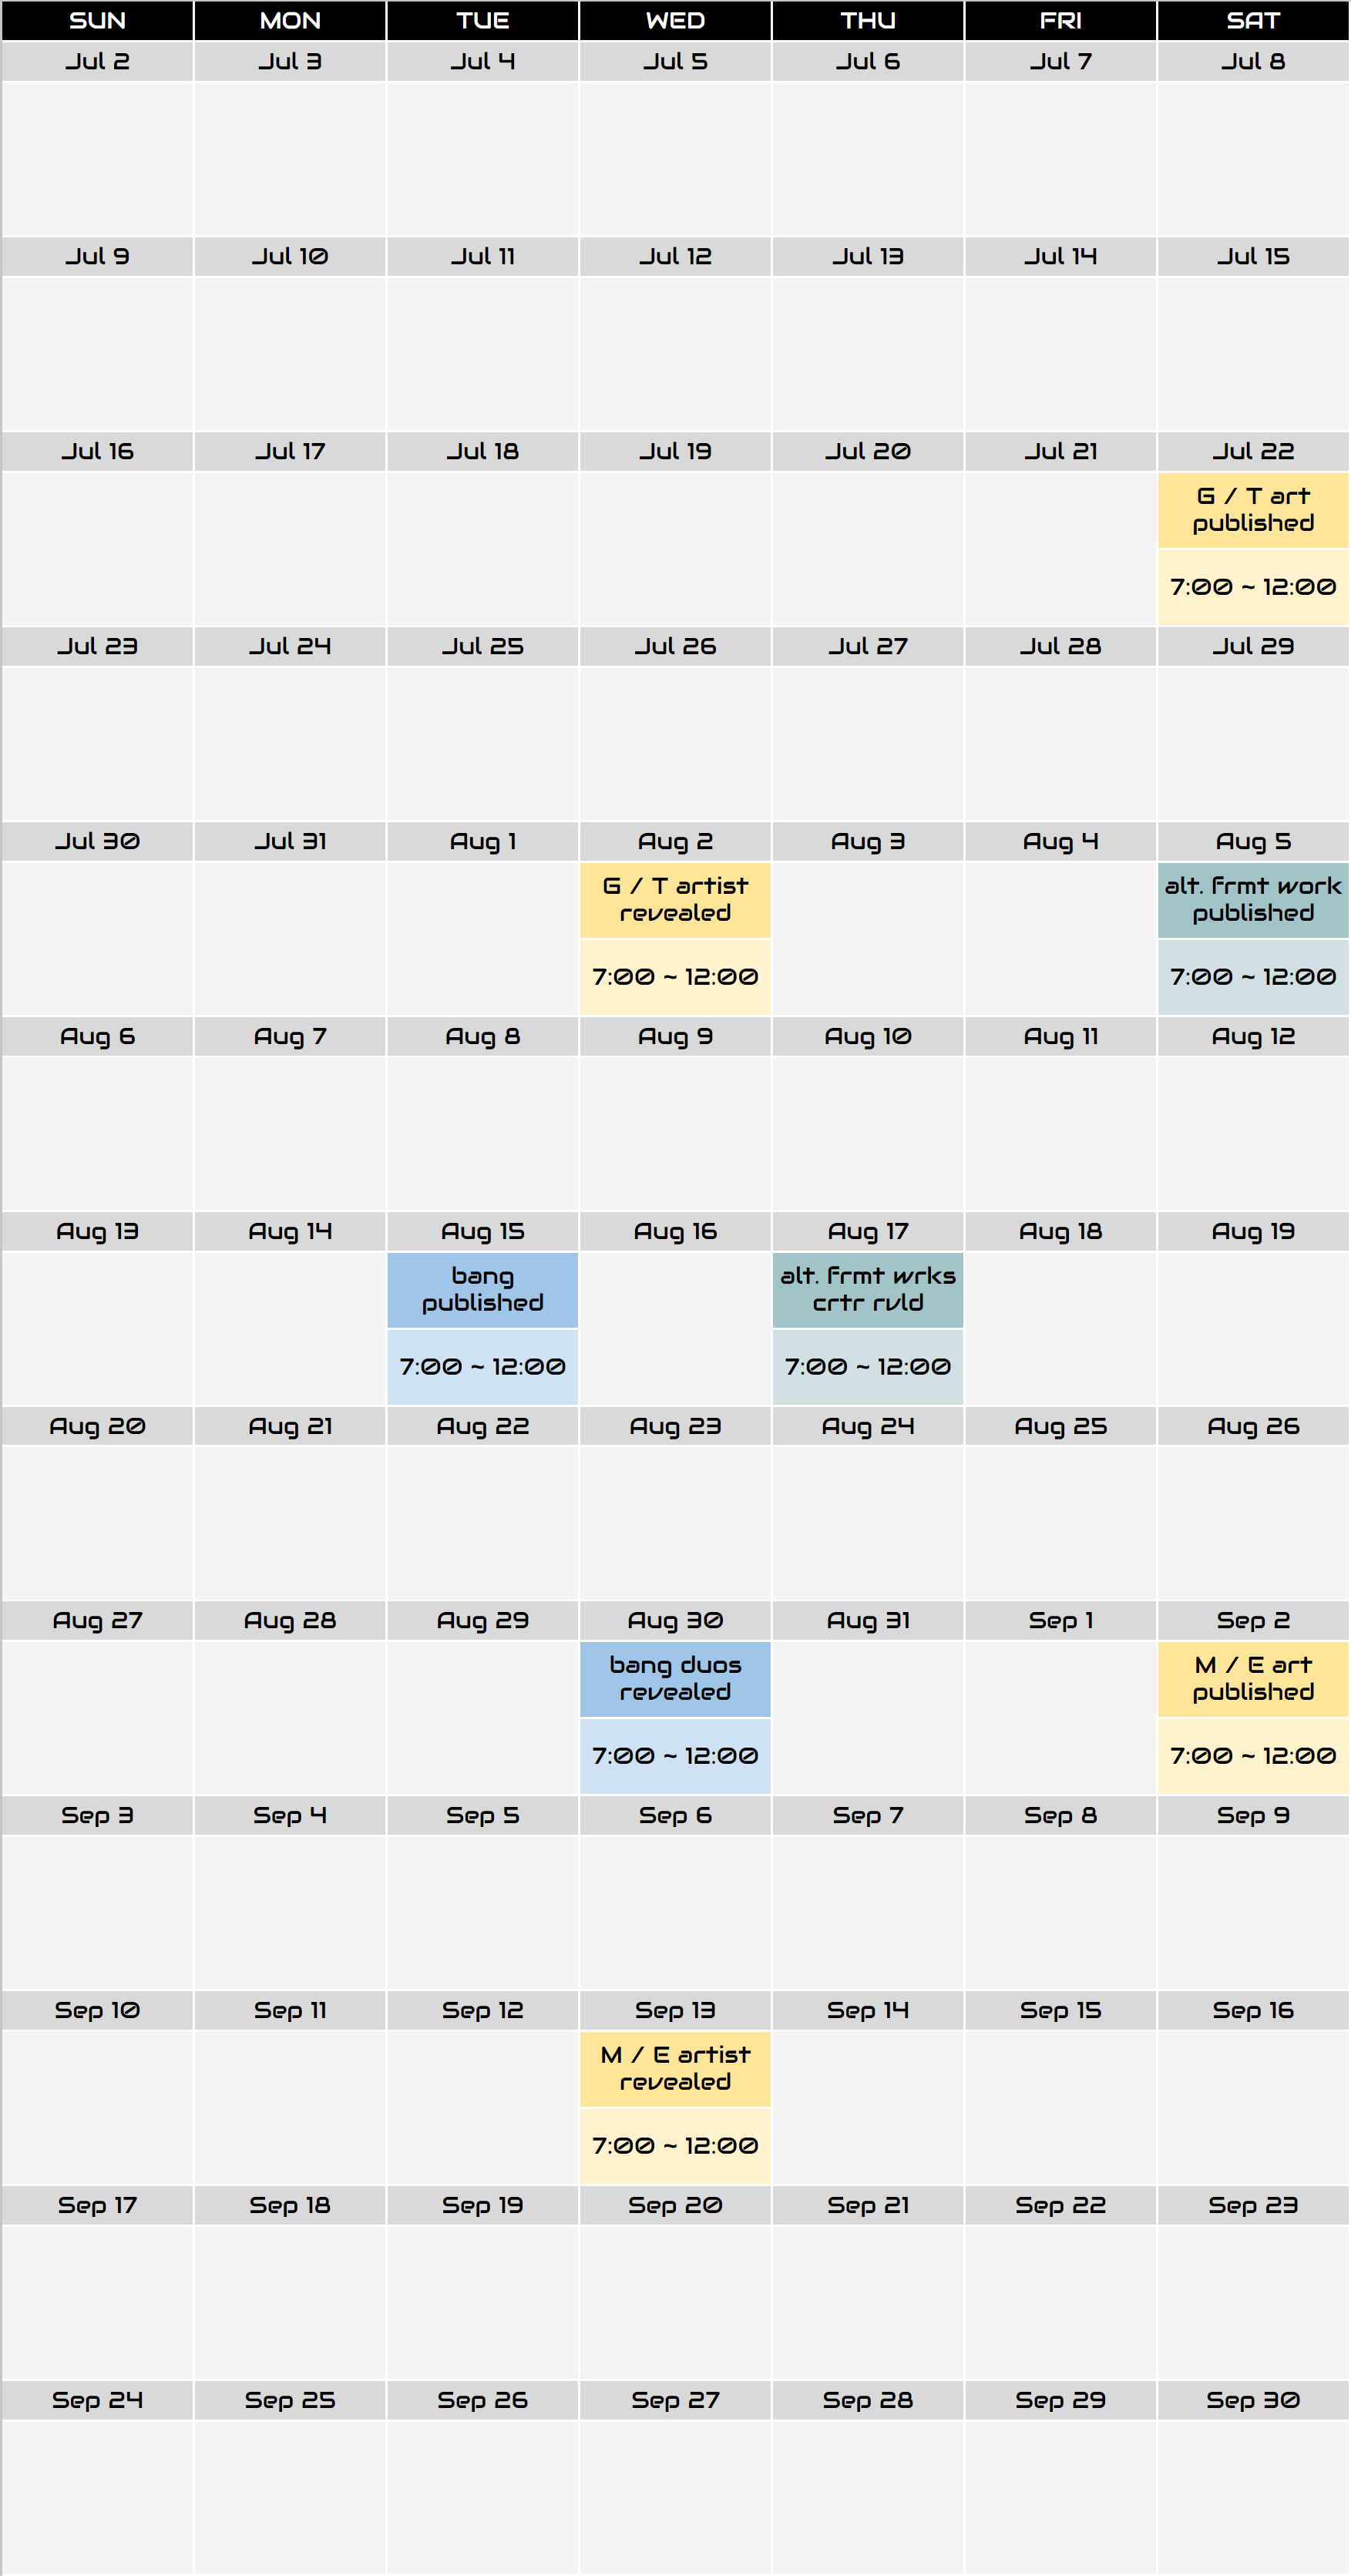 SUN MON TUE WED THU FRI SAT
Jul 2 Jul 3 Jul 4 Jul 5 Jul 6 Jul 7 Jul 8
Jul 9 Jul 10 Jul 11 Jul 12 Jul 13 Jul 14 Jul 15
Jul 16 Jul 17 Jul 18 Jul 19 Jul 20 Jul 21 Jul 22
G / T art
published
7:00 ~ 12:00
Jul 23 Jul 24 Jul 25 Jul 26 Jul 27 Jul 28 Jul 29
Jul 30 Jul 31 Aug 1 Aug 2 Aug 3 Aug 4 Aug 5
G / T artist alt. frmt work
revealed published
7:00 ~ 12:00 7:00 ~ 12:00
Aug 6 Aug 7 Aug 8 Aug 9 Aug 10 Aug 11 Aug 12
Aug 13 Aug 14 Aug 15 Aug 16 Aug 17 Aug 18 Aug 19
bang alt. frmt wrks
published crtr rvld
7:00 ~ 12:00 7:00 ~ 12:00
Aug 20 Aug 21 Aug 22 Aug 23 Aug 24 Aug 25 Aug 26
Aug 27 Aug 28 Aug 29 Aug 30 Aug 31 Sep 1 Sep 2
bang duos M / E art
revealed published
7:00 ~ 12:00 7:00 ~ 12:00
Sep 3 Sep 4 Sep 5 Sep 6 Sep 7 Sep 8 Sep 9
Sep 10 Sep 11 Sep 12 Sep 13 Sep 14 Sep 15 Sep 16
M / E artist
revealed
7:00 ~ 12:00
Sep 17 Sep 18 Sep 19 Sep 20 Sep 21 Sep 22 Sep 23
Sep 24 Sep 25 Sep 26 Sep 27 Sep 28 Sep 29 Sep 30